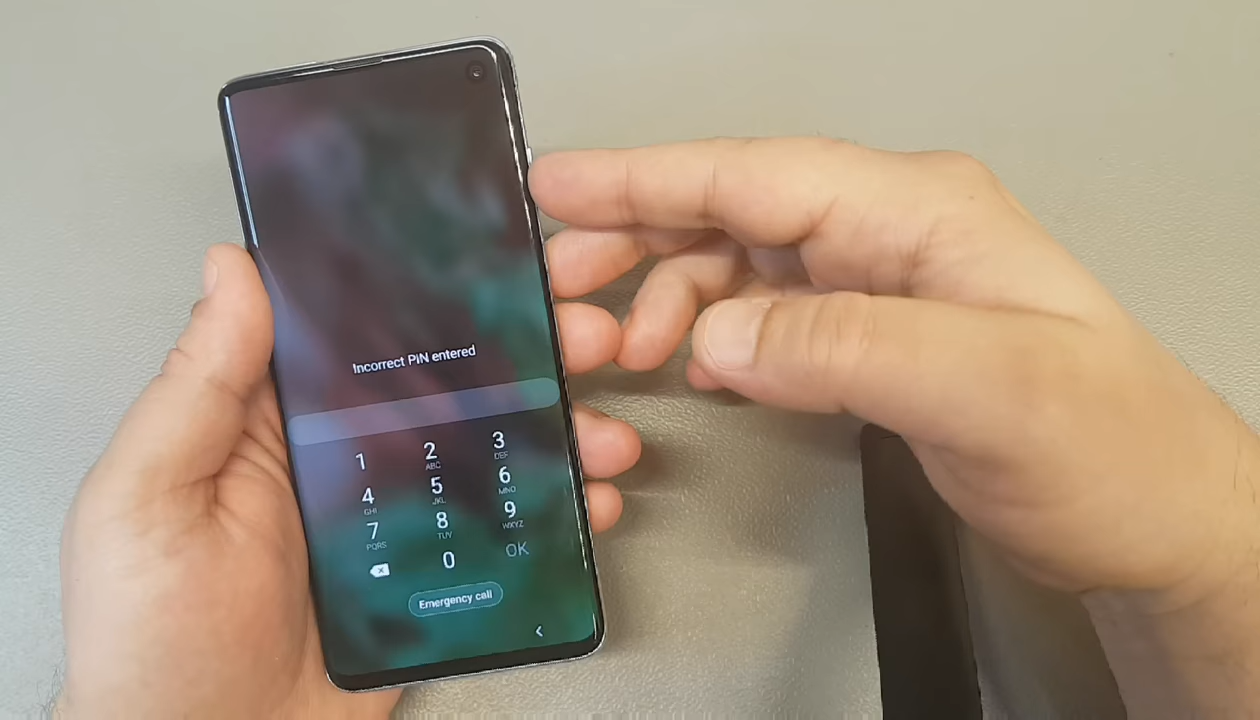 Incorrect PIN entered
1 2 3
ABC DEF
4 5 6
GHI JKL MNO
7 8 9
PQRS TUV WXYZ
0 OK
Emergency call